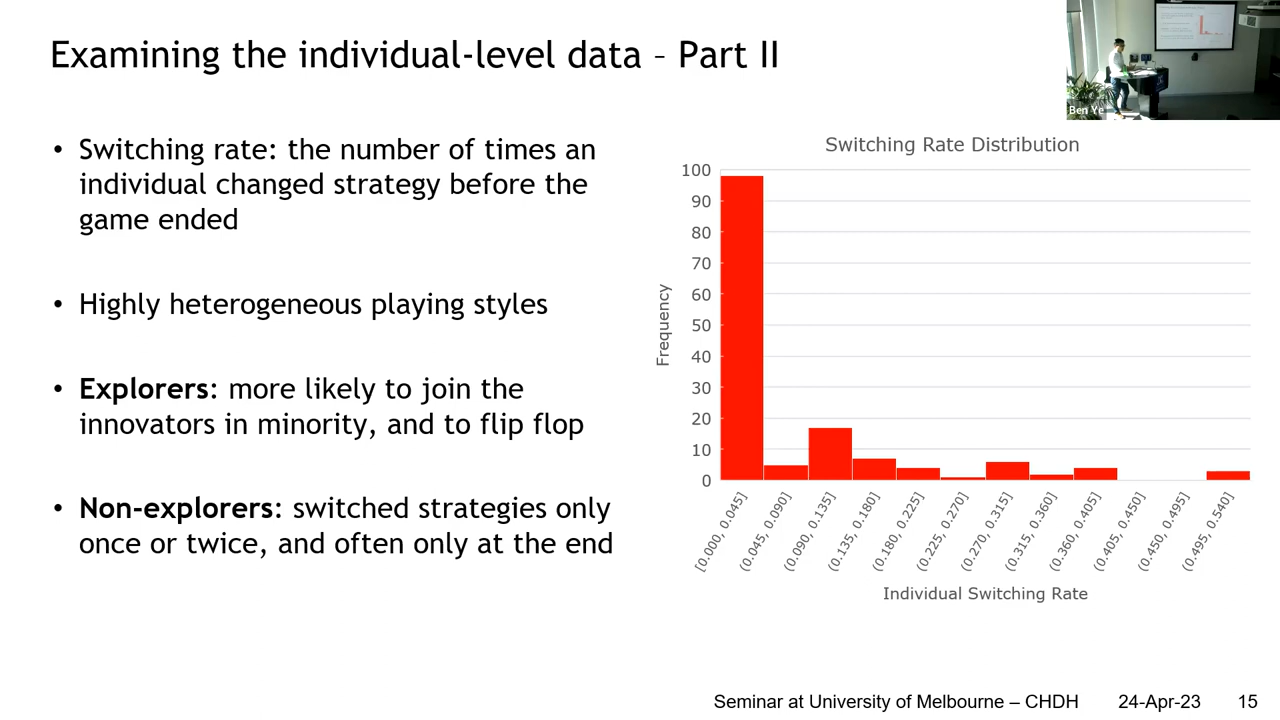 Examining the individual-level data – Part II
Ben Ye
• Switching rate: the number of times an
individual changed strategy before the
game ended
• Highly heterogeneous playing styles
• Explorers: more likely to join the
innovators in minority, and to flip flop
• Non-explorers: switched strategies only
once or twice, and often only at the end
Switching Rate Distribution
Frequency
100
90
80
70
60
50
40
30
20
10
0
[0.000, 0.045]
(0.045, 0.090]
(0.090, 0.135]
(0.135, 0.180]
(0.180, 0.225]
(0.225, 0.270]
(0.270, 0.315]
(0.315, 0.360]
(0.360, 0.405]
(0.405, 0.450]
(0.450, 0.495]
(0.495, 0.540]
Individual Switching Rate
Seminar at University of Melbourne – CHDH 24-Apr-23 15